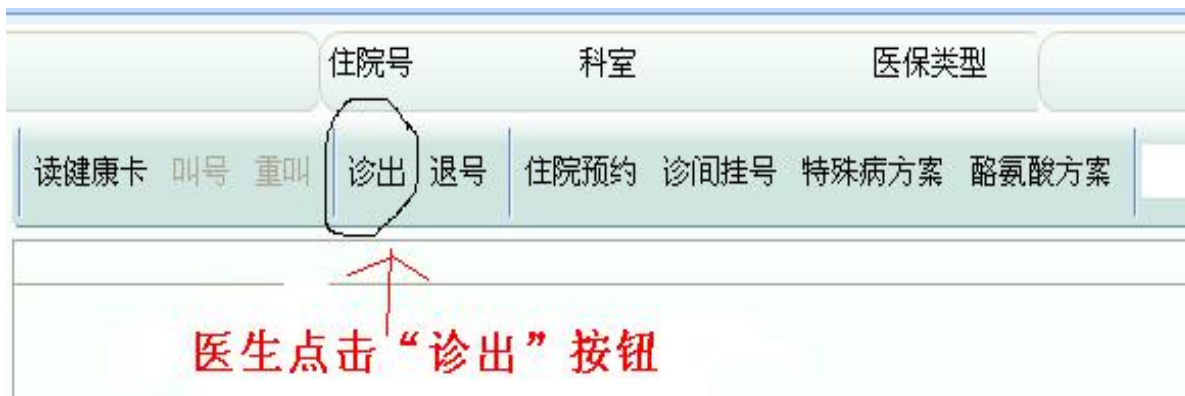 住院号 科室 医保类型
读健康卡 叫号 重叫 诊出 退号 住院预约 诊间挂号 特殊病方案 酪氨酸方案
医生点击“诊出”按钮